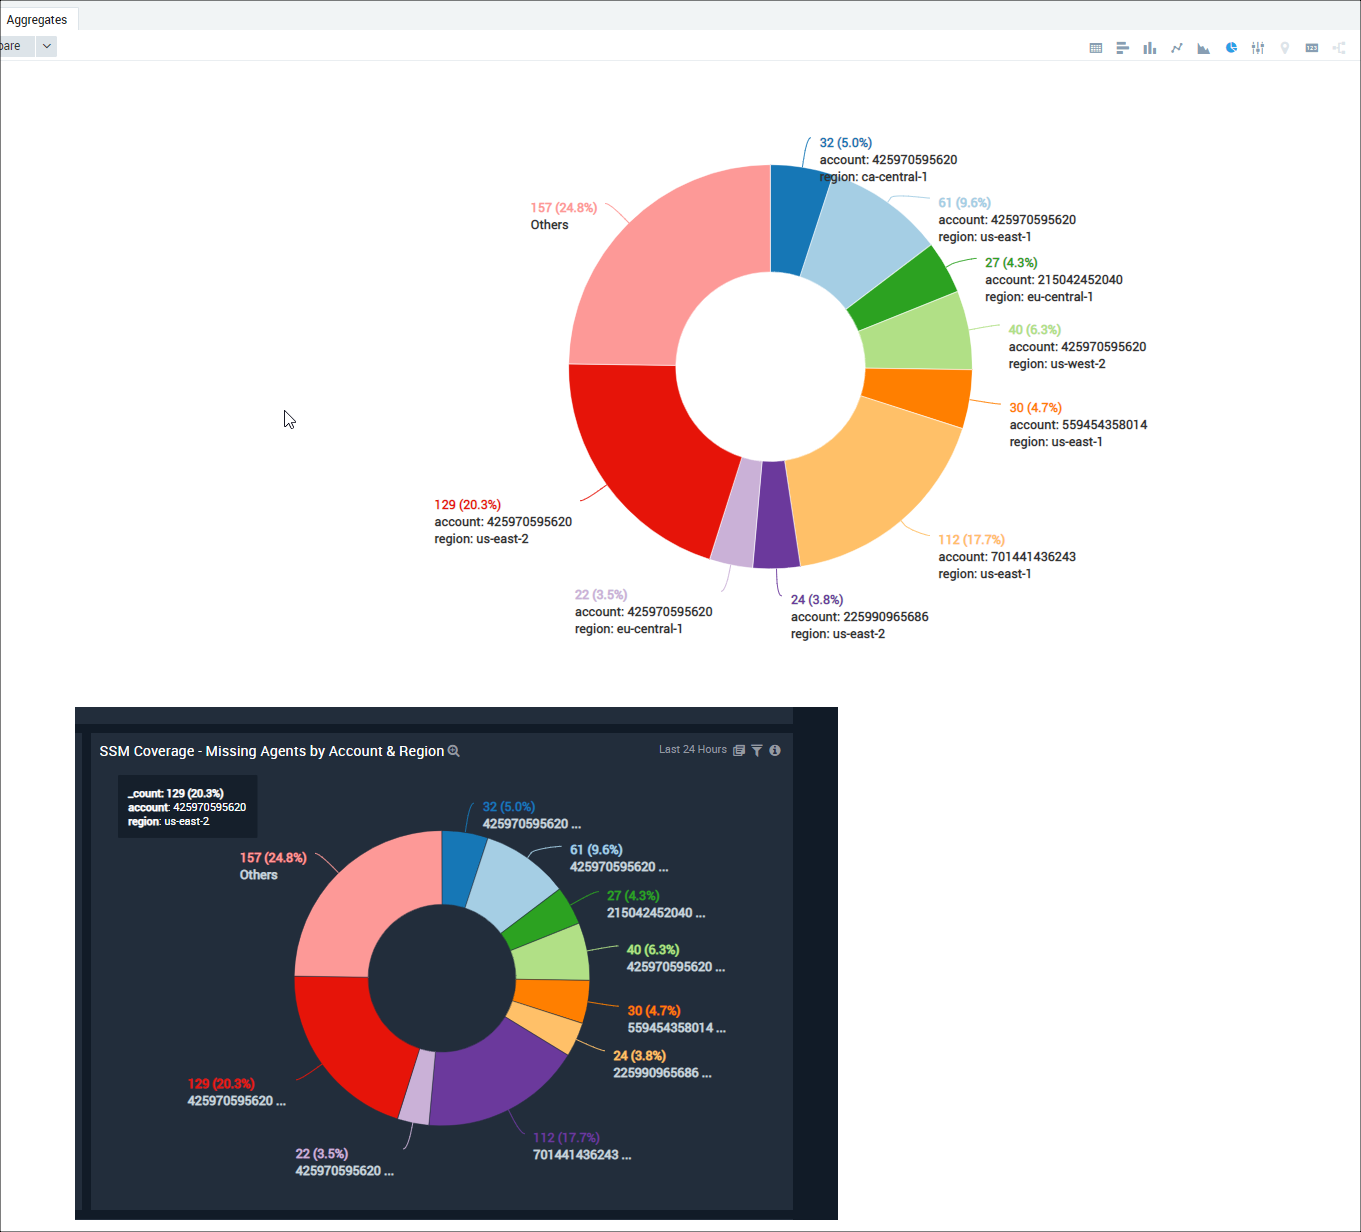 Aggregates
pare
123
32 (5.0%)
account: 425970595620
region: ca-central-1
61 (9.6%)
account: 425970595620
region: us-east-1
27 (4.3%)
account: 215042452040
region: eu-central-1
40 (6.3%)
account: 425970595620
region: us-west-2
30 (4.7%)
account: 559454358014
region: us-east-1
112 (17.7%)
account: 701441436243
region: us-east-1
24 (3.8%)
account: 225990965686
region: us-east-2
22 (3.5%)
account: 425970595620
region: eu-central-1
129 (20.3%)
account: 425970595620
region: us-east-2
157 (24.8%)
Others
SSM Coverage - Missing Agents by Account & Region
Last 24 Hours
_count: 129 (20.3%)
account: 425970595620
region: us-east-2
32 (5.0%)
425970595620 ...
61 (9.6%)
425970595620 ...
27 (4.3%)
215042452040 ...
40 (6.3%)
425970595620 ...
30 (4.7%)
559454358014 ...
24 (3.8%)
225990965686 ...
112 (17.7%)
701441436243 ...
22 (3.5%)
425970595620 ...
129 (20.3%)
425970595620 ...
157 (24.8%)
Others